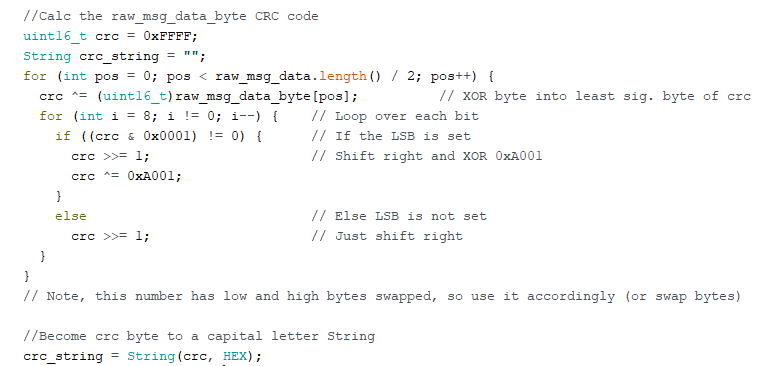 //Calc the raw_msg_data_byte CRC code
uint16_t crc = 0xFFFF;
String crc_string = "";
for (int pos = 0; pos < raw_msg_data.length() / 2; pos++) {
  crc ^= (uint16_t)raw_msg_data_byte[pos];          // XOR byte into least sig. byte of crc
  for (int i = 8; i != 0; i--) {    // Loop over each bit
    if ((crc & 0x0001) != 0) {      // If the LSB is set
      crc >>= 1;                    // Shift right and XOR 0xA001
      crc ^= 0xA001;
    }
    else                            // Else LSB is not set
      crc >>= 1;                    // Just shift right
  }
}
// Note, this number has low and high bytes swapped, so use it accordingly (or swap bytes)

//Become crc byte to a capital letter String
crc_string = String(crc, HEX);